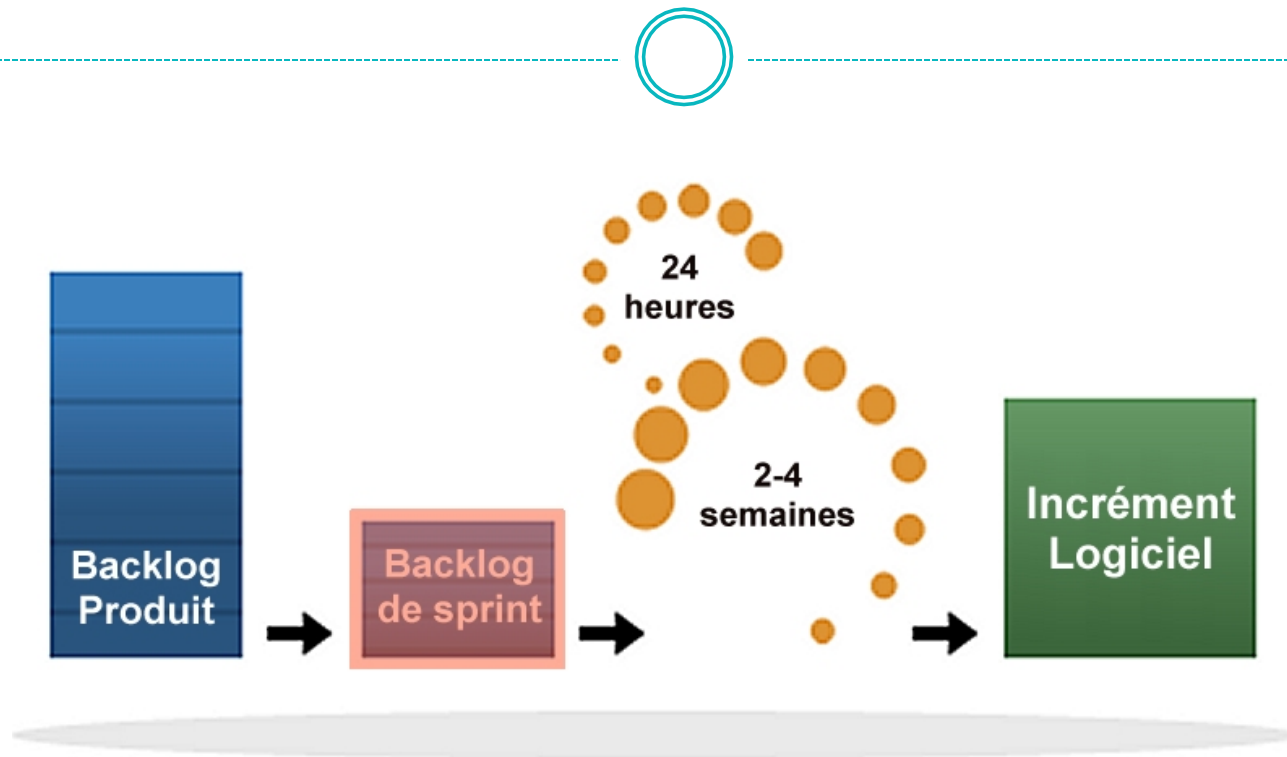 24
heures
2-4
semaines
Backlog
Produit
Backlog
de sprint
Incrément
Logiciel